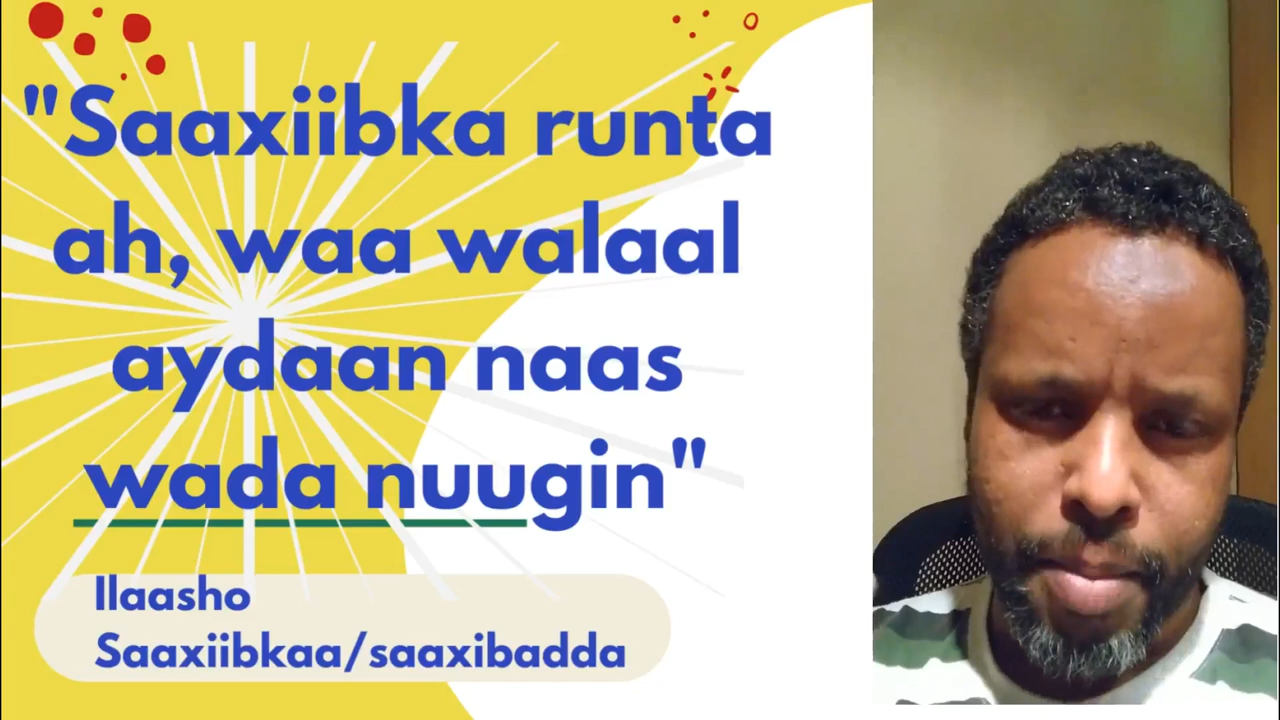 "Saaxiibka runta
ah, waa walaal
aydaan naas
wada nuugin"
Ilaasho
Saaxiibkaa/saaxibadda